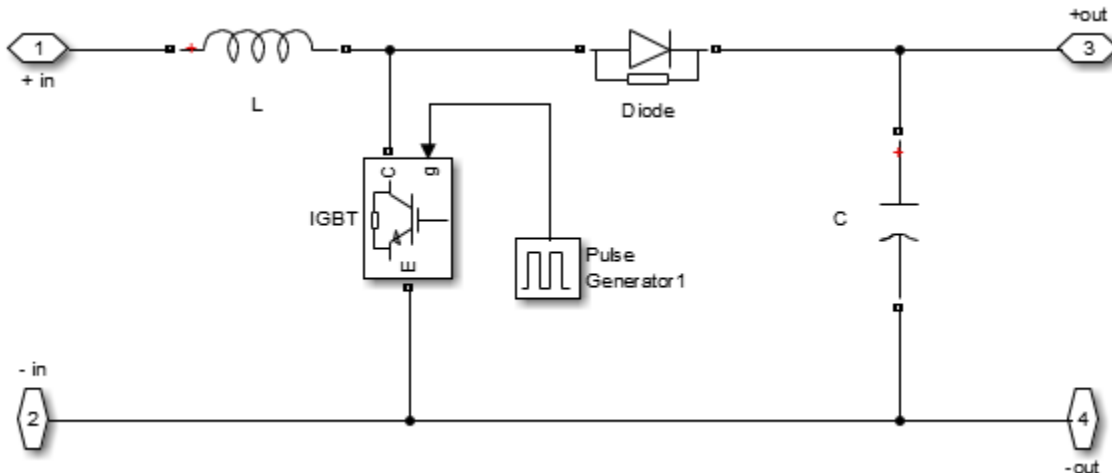 +out
1
3
+ in
L
Diode
C
g
IGBT
E
C
Pulse
Generator1
- in
2
4
-out